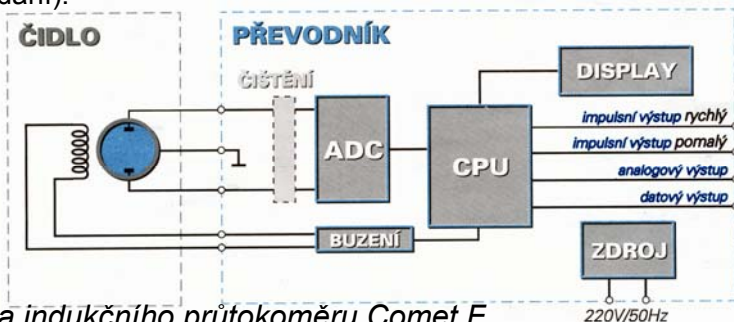 dání).
ČIDLO
PŘEVODNÍK
ČIŠTĚNÍ
DISPLAY
ADC
CPU
impulsní výstup rychlý
impulsní výstup pomalý
analogový výstup
datový výstup
BUZENÍ
ZDROJ
220V/50Hz
a indukčního průtokoměru Comet F